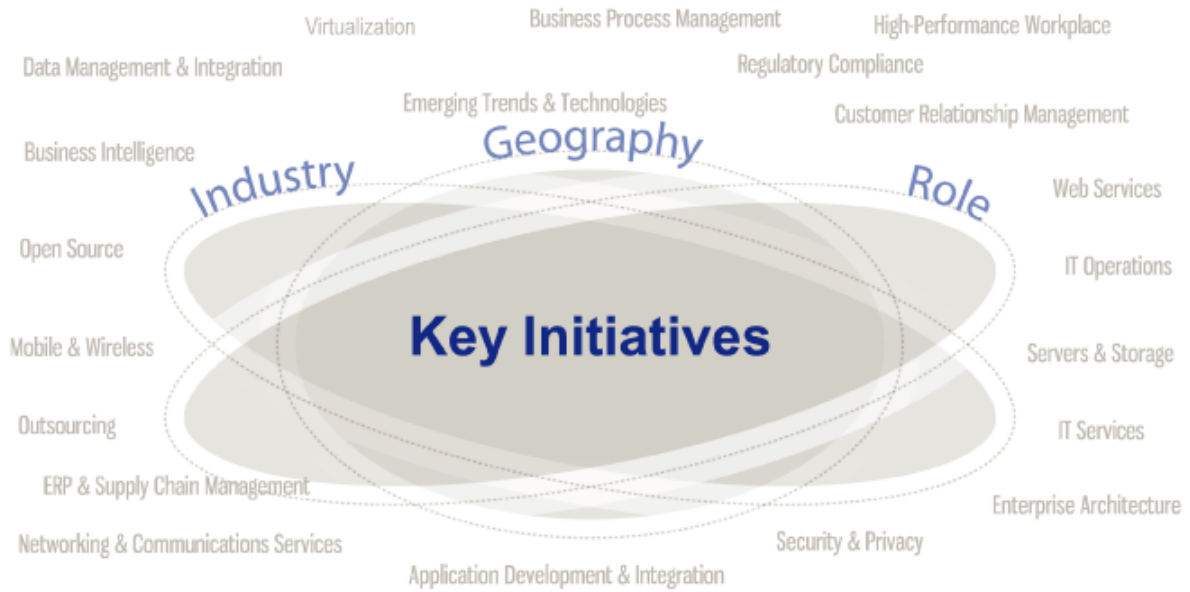 Virtualization
Business Process Management
High-Performance Workplace
Data Management & Integration
Regulatory Compliance
Emerging Trends & Technologies
Customer Relationship Management
Geography
Business Intelligence
Industry
Role
Web Services
Open Source
IT Operations
Key Initiatives
Mobile & Wireless
Servers & Storage
Outsourcing
IT Services
ERP & Supply Chain Management
Enterprise Architecture
Networking & Communications Services
Security & Privacy
Application Development & Integration